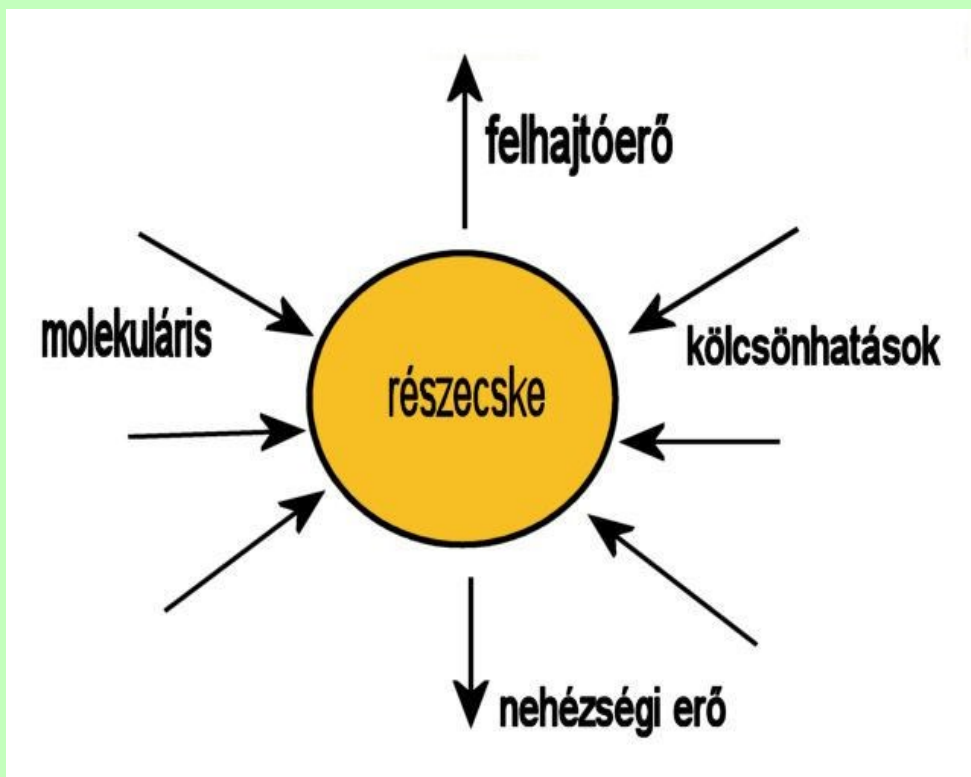 felhajtóerő
molekuláris
kölcsönhatások
részecske
nehézségi erő